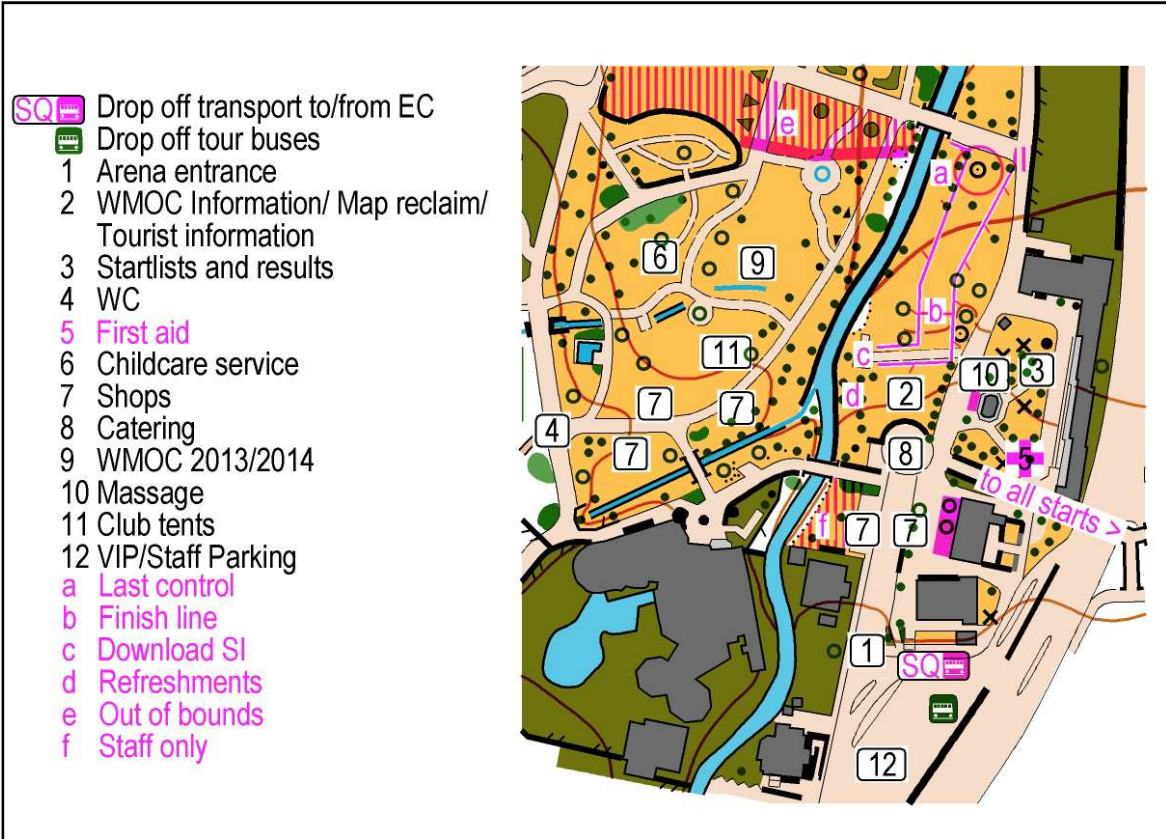 SQ Drop off transport to/from EC
Drop off tour buses
1 Arena entrance
2 WMOC Information/ Map reclaim/
Tourist information
3 Startlists and results
4 WC
5 First aid
6 Childcare service
7 Shops
8 Catering
9 WMOC 2013/2014
10 Massage
11 Club tents
12 VIP/Staff Parking
a Last control
b Finish line
c Download SI
d Refreshments
e Out of bounds
f Staff only
e
a
6
9
b
c
11
10
3
d
2
7
7
4
7
8
5
to all starts >
f
7
7
1
SQ
12